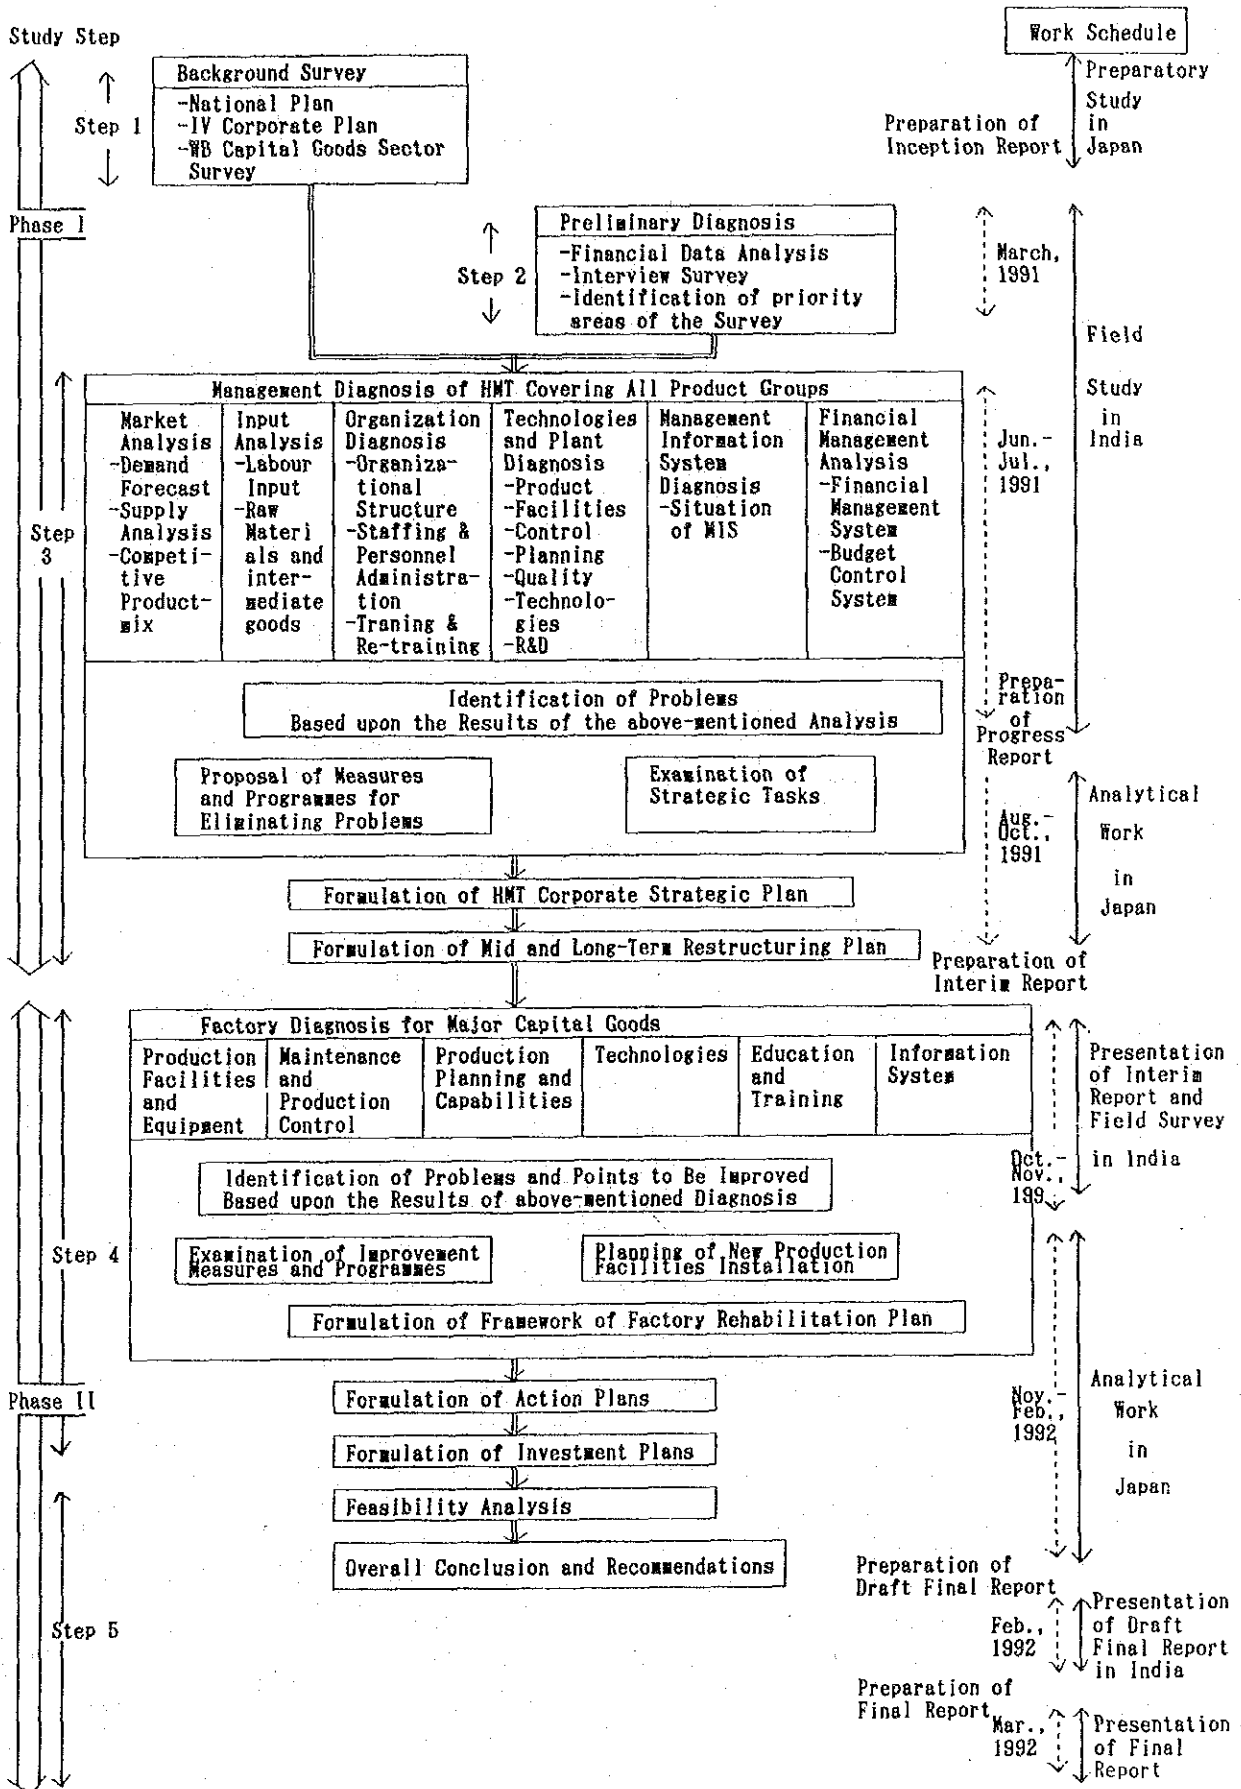 Study Step
Work Schedule
Background Survey
-National Plan
-IV Corporate Plan
-WB Capital Goods Sector
Survey
Step 1
Preparatory
Study
in
Japan
Preparation of
Inception Report
Phase I
Preliminary Diagnosis
-Financial Data Analysis
-Interview Survey
-Identification of priority
areas of the Survey
Step 2
March,
1991
Field
Study
in
India
Management Diagnosis of HMT Covering All Product Groups
Market
Analysis
-Demand
Forecast
-Supply
Analysis
-Competi-
tive
Product-
mix
Input
Analysis
-Labour
Input
-Raw
Materi
als and
inter-
mediate
goods
Organization
Diagnosis
-Organiza-
tional
Structure
-Staffing &
Personnel
Administra-
tion
-Traning &
Re-training
Technologies
and Plant
Diagnosis
-Product
-Facilities
-Control
-Planning
-Quality
-Technolo-
gies
-R&D
Management
Information
System
Diagnosis
-Situation
of MIS
Financial
Management
Analysis
-Financial
Management
System
-Budget
Control
System
Step
3
Jun.-
Jul.,
1991
Identification of Problems
Based upon the Results of the above-mentioned Analysis
Prepa-
ration
of
Progress
Report
Proposal of Measures
and Programmes for
Eliminating Problems
Examination of
Strategic Tasks
Aug.-
Oct.,
1991
Analytical
Work
in
Japan
Formulation of HMT Corporate Strategic Plan
Formulation of Mid and Long-Term Restructuring Plan
Preparation of
Interim Report
Factory Diagnosis for Major Capital Goods
Production
Facilities
and
Equipment
Maintenance
and
Production
Control
Production
Planning and
Capabilities
Technologies
Education
and
Training
Information
System
Presentation
of Interim
Report and
Field Survey
in India
Oct.-
Nov.,
199
Identification of Problems and Points to Be Improved
Based upon the Results of above-mentioned Diagnosis
Step 4
Examination of Improvement
Measures and Programmes
Planning of New Production
Facilities Installation
Formulation of Framework of Factory Rehabilitation Plan
Phase II
Formulation of Action Plans
Formulation of Investment Plans
Feasibility Analysis
Overall Conclusion and Recommendations
Nov.-
Feb.,
1992
Analytical
Work
in
Japan
Preparation of
Draft Final Report
Step 5
Feb.,
1992
Presentation
of Draft
Final Report
in India
Preparation of
Final Report
Mar.,
1992
Presentation
of Final
Report